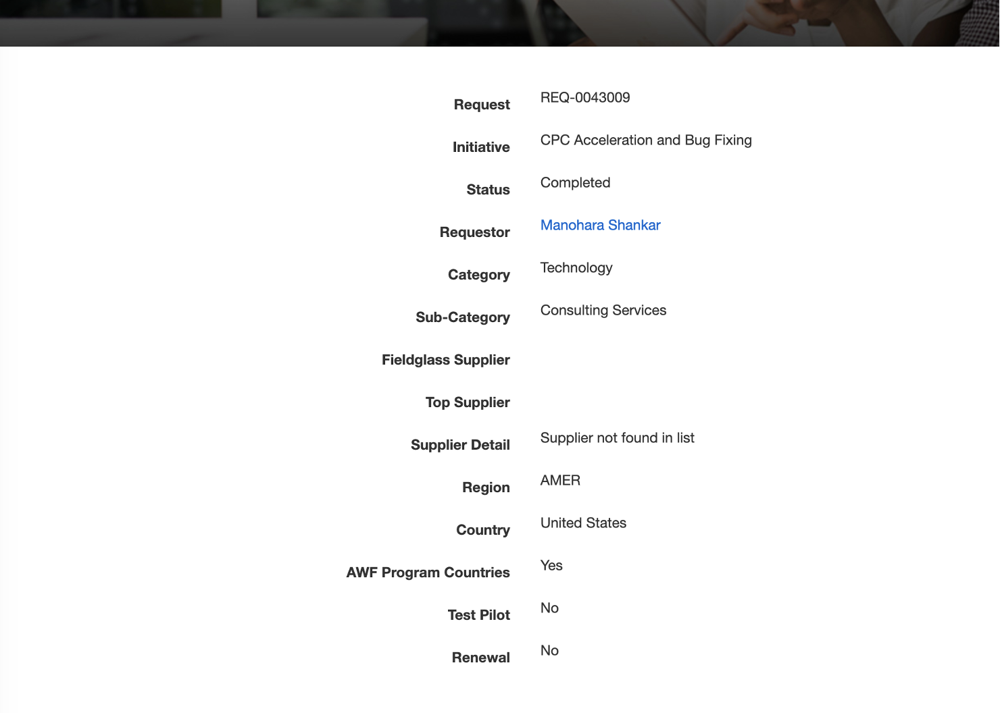 Request REQ-0043009
Initiative CPC Acceleration and Bug Fixing
Status Completed
Requestor Manohara Shankar
Category Technology
Sub-Category Consulting Services
Fieldglass Supplier
Top Supplier
Supplier Detail Supplier not found in list
Region AMER
Country United States
AWF Program Countries Yes
Test Pilot No
Renewal No